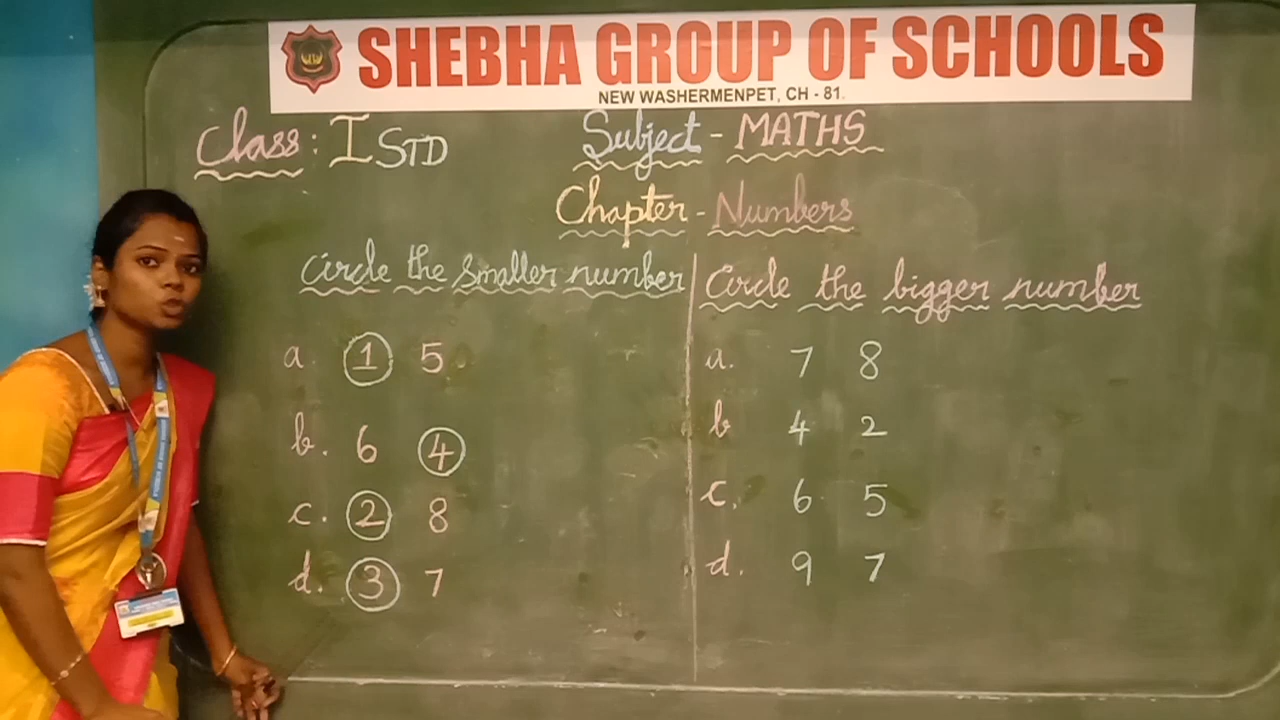 SHEBHA GROUP OF SCHOOLS
NEW WASHERMENPET, CH - 81.
Class : I STD
Subject - MATHS
Chapter - Numbers
Circle the smaller number
a. 1 5
b. 6 4
c. 2 8
d. 3 7
Circle the bigger number
a. 7 8
b 4 2
c. 6 5
d. 9 7